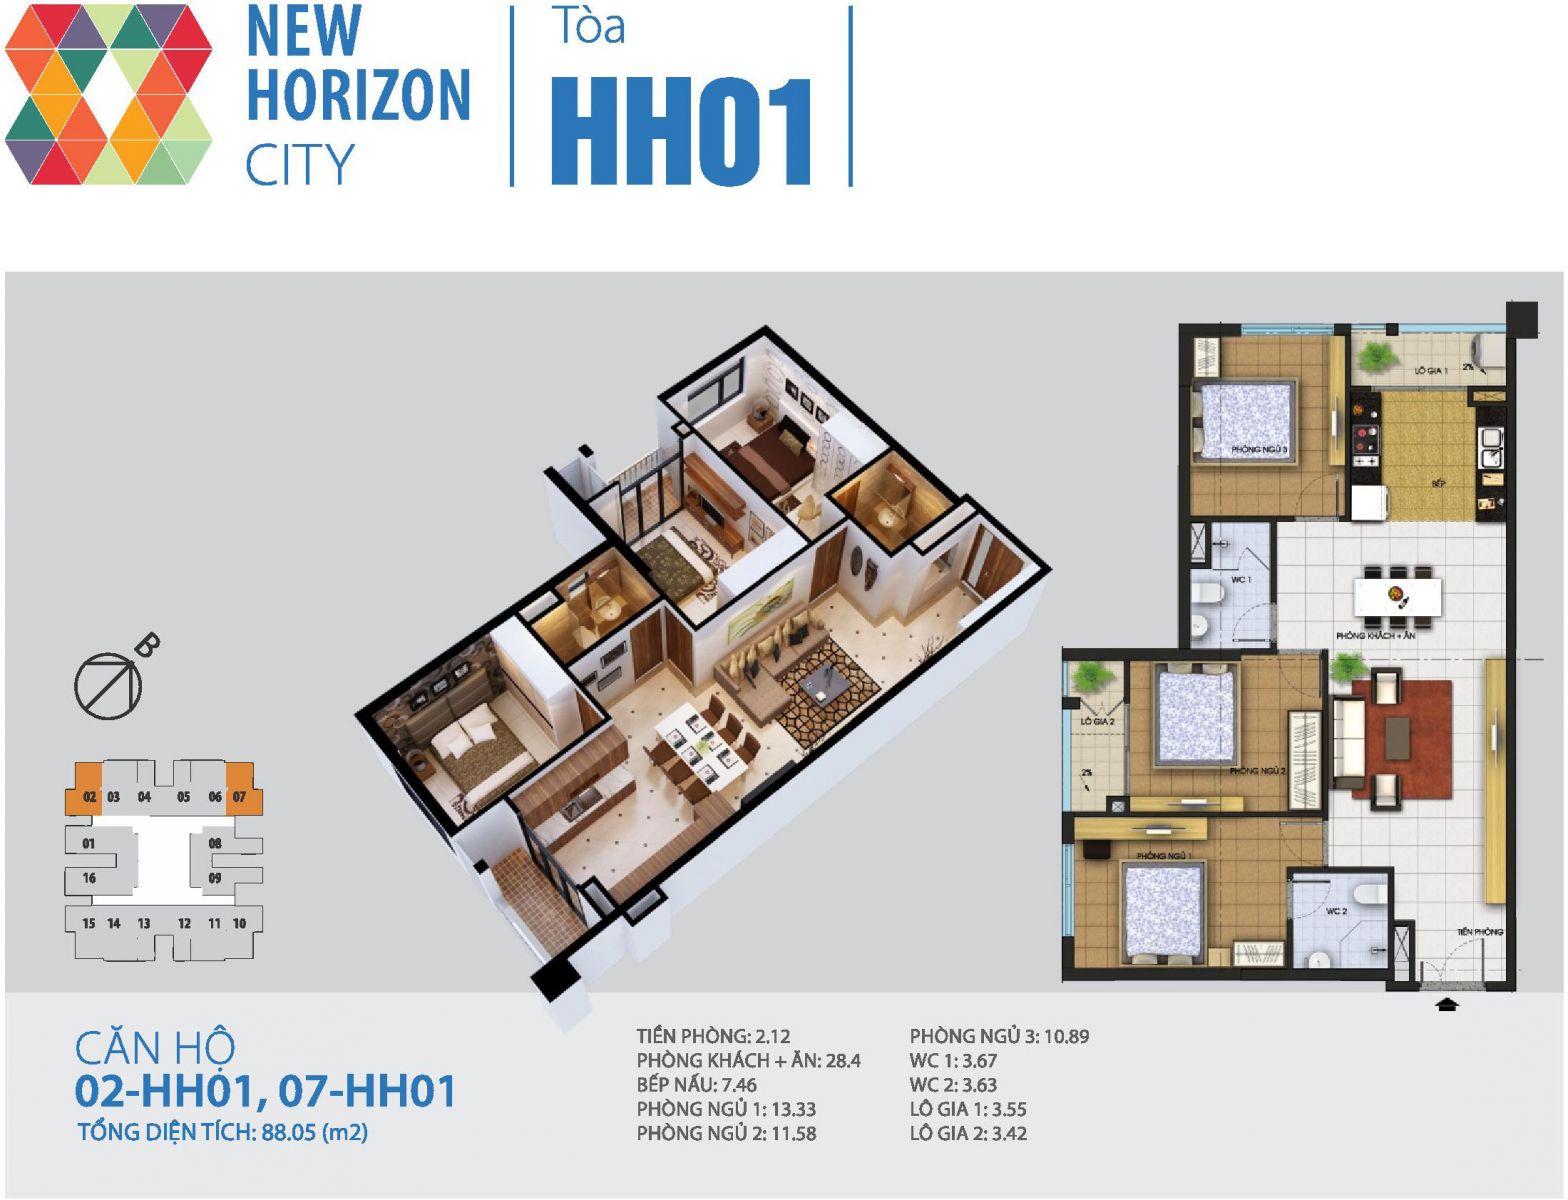 NEW
HORIZON
CITY
Tòa
HH01
LÔ GIA 1
2%
PHÒNG NGỦ 3
BẾP
WC 1
PHÒNG KHÁCH + ĂN
LÔ GIA 2
2%
PHÒNG NGỦ 2
PHÒNG NGỦ 1
WC 2
TIỀN PHÒNG
B
02 03 04 05 06 07
01 08
16 09
15 14 13 12 11 10
CĂN HỘ
02-HH01, 07-HH01
TỔNG DIỆN TÍCH: 88.05 (m2)
TIỀN PHÒNG: 2.12
PHÒNG KHÁCH + ĂN: 28.4
BẾP NẤU: 7.46
PHÒNG NGỦ 1: 13.33
PHÒNG NGỦ 2: 11.58
PHÒNG NGỦ 3: 10.89
WC 1: 3.67
WC 2: 3.63
LÔ GIA 1: 3.55
LÔ GIA 2: 3.42